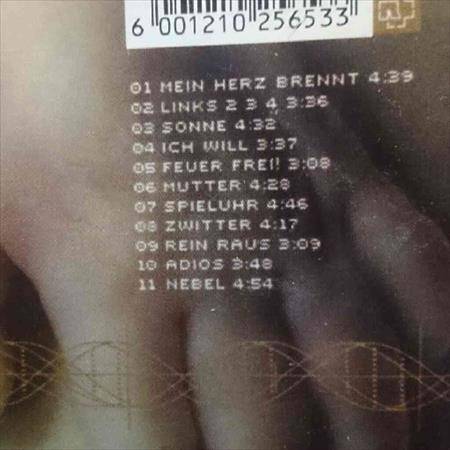 6 001210 256533
01 MEIN HERZ BRENNT 4:39
02 LINKS 2 3 4 3:36
03 SONNE 4:32
04 ICH WILL 3:37
05 FEUER FREI! 3:08
06 MUTTER 4:28
07 SPIELUHR 4:46
08 ZWITTER 4:17
09 REIN RAUS 3:09
10 ADIOS 3:48
11 NEBEL 4:54